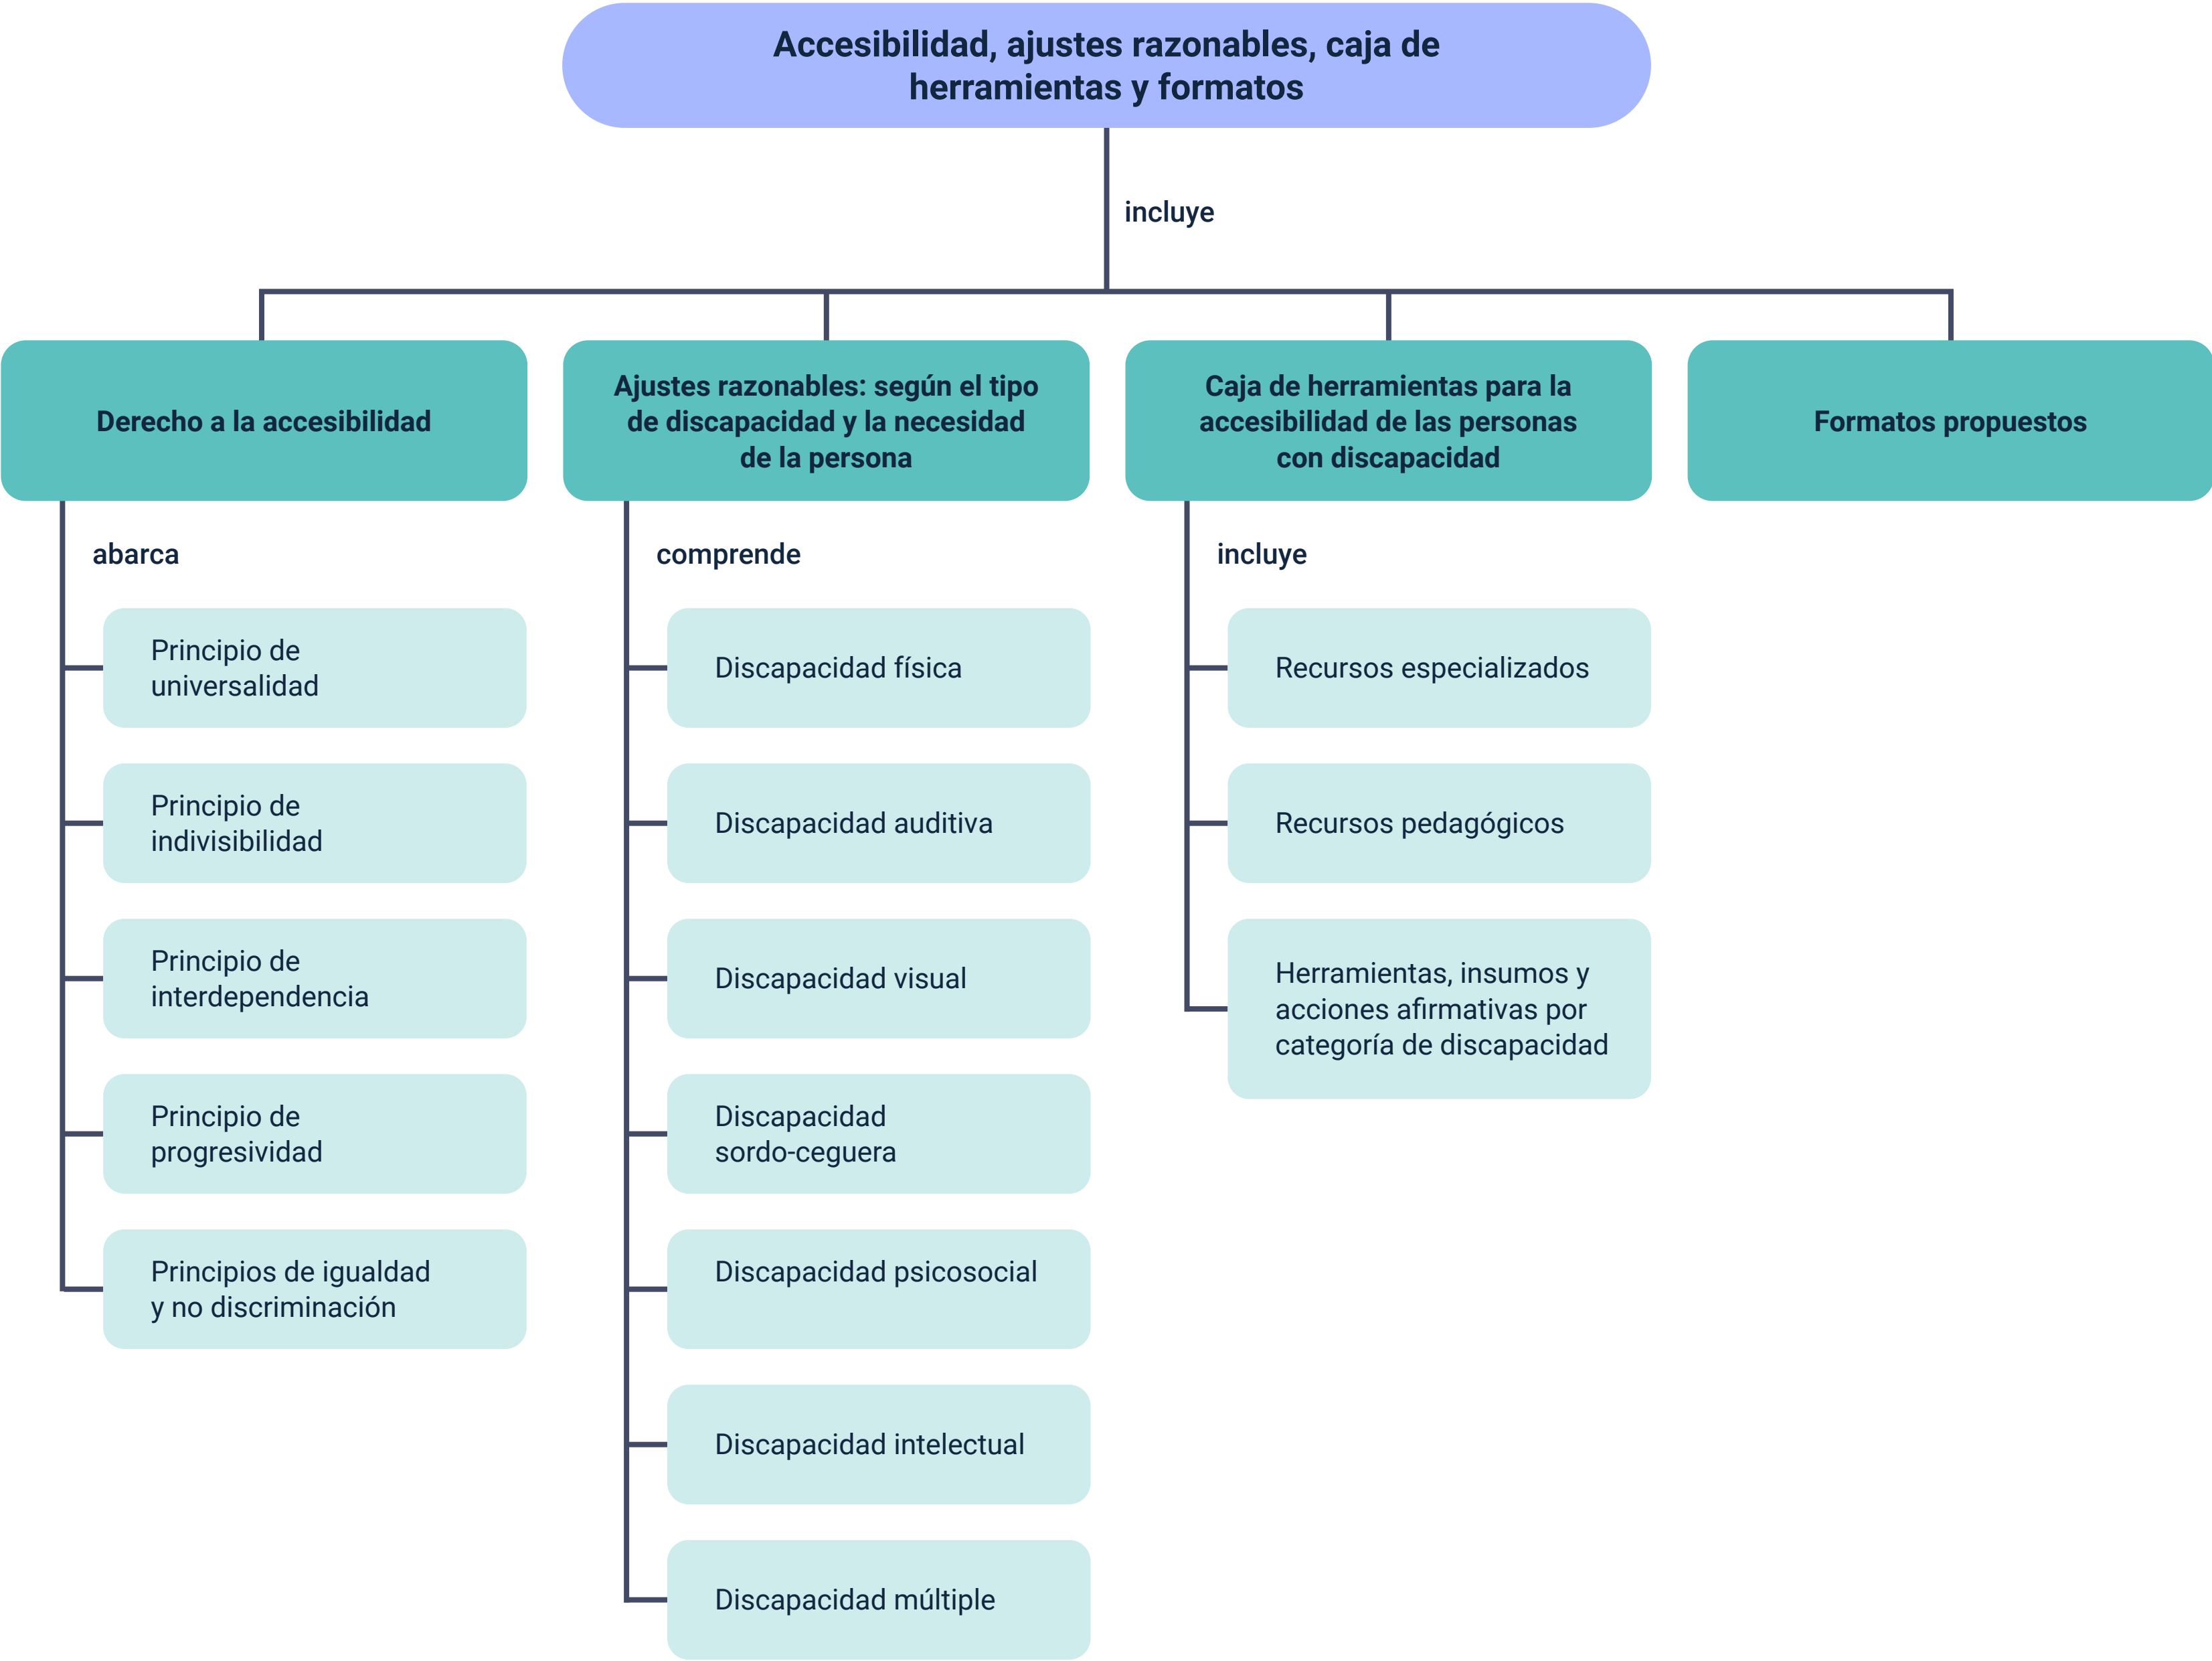 Accesibilidad, ajustes razonables, caja de
herramientas y formatos
incluye
Derecho a la accesibilidad
abarca
Principio de
universalidad
Principio de
indivisibilidad
Principio de
interdependencia
Principio de
progresividad
Principios de igualdad
y no discriminación
Ajustes razonables: según el tipo
de discapacidad y la necesidad
de la persona
comprende
Discapacidad física
Discapacidad auditiva
Discapacidad visual
Discapacidad
sordo-ceguera
Discapacidad psicosocial
Discapacidad intelectual
Discapacidad múltiple
Caja de herramientas para la
accesibilidad de las personas
con discapacidad
incluye
Recursos especializados
Recursos pedagógicos
Herramientas, insumos y
acciones afirmativas por
categoría de discapacidad
Formatos propuestos